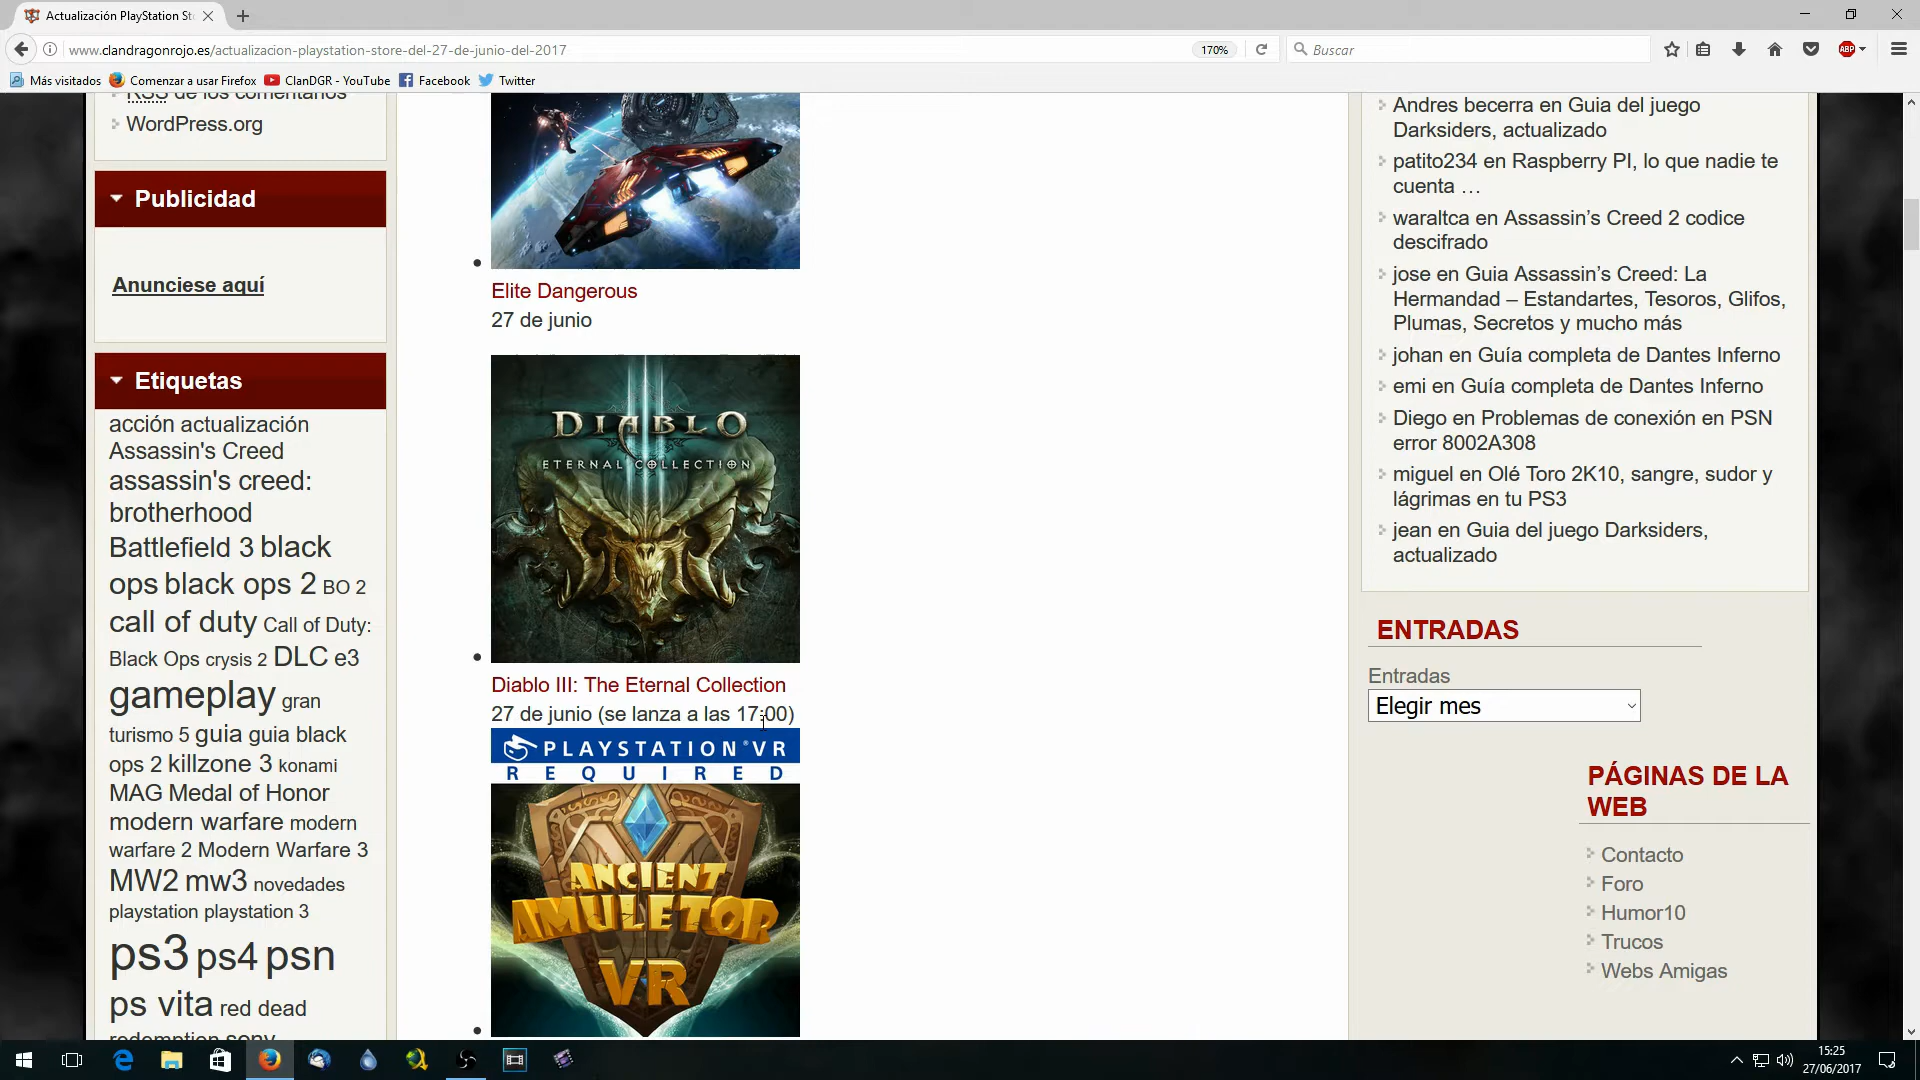 Actualización PlayStation St
www.clandragonrojo.es/actualizacion-playstation-store-del-27-de-junio-del-2017
170%
Buscar
ABP
Más visitados
Comenzar a usar Firefox
ClanDGR - YouTube
Facebook
Twitter
RSS de los comentarios
WordPress.org
Publicidad
Anunciese aquí
Etiquetas
acción actualización
Assassin's Creed
assassin's creed:
brotherhood
Battlefield 3 black
ops black ops 2 BO 2
call of duty Call of Duty:
Black Ops crysis 2 DLC e3
gameplay gran
turismo 5 guia guia black
ops 2 killzone 3 konami
MAG Medal of Honor
modern warfare modern
warfare 2 Modern Warfare 3
MW2 mw3 novedades
playstation playstation 3
ps3 ps4 psn
ps vita red dead
redemption sony
Elite Dangerous
27 de junio
DIABLO
ETERNAL COLLECTION
Diablo III: The Eternal Collection
27 de junio (se lanza a las 17:00)
PLAYSTATION®VR
REQUIRED
ANCIENT
AMULETOR
VR
Andres becerra en Guia del juego
Darksiders, actualizado
patito234 en Raspberry PI, lo que nadie te
cuenta …
waraltca en Assassin’s Creed 2 codice
descifrado
jose en Guia Assassin’s Creed: La
Hermandad – Estandartes, Tesoros, Glifos,
Plumas, Secretos y mucho más
johan en Guía completa de Dantes Inferno
emi en Guía completa de Dantes Inferno
Diego en Problemas de conexión en PSN
error 8002A308
miguel en Olé Toro 2K10, sangre, sudor y
lágrimas en tu PS3
jean en Guia del juego Darksiders,
actualizado
ENTRADAS
Entradas
Elegir mes
PÁGINAS DE LA
WEB
Contacto
Foro
Humor10
Trucos
Webs Amigas
15:25
27/06/2017